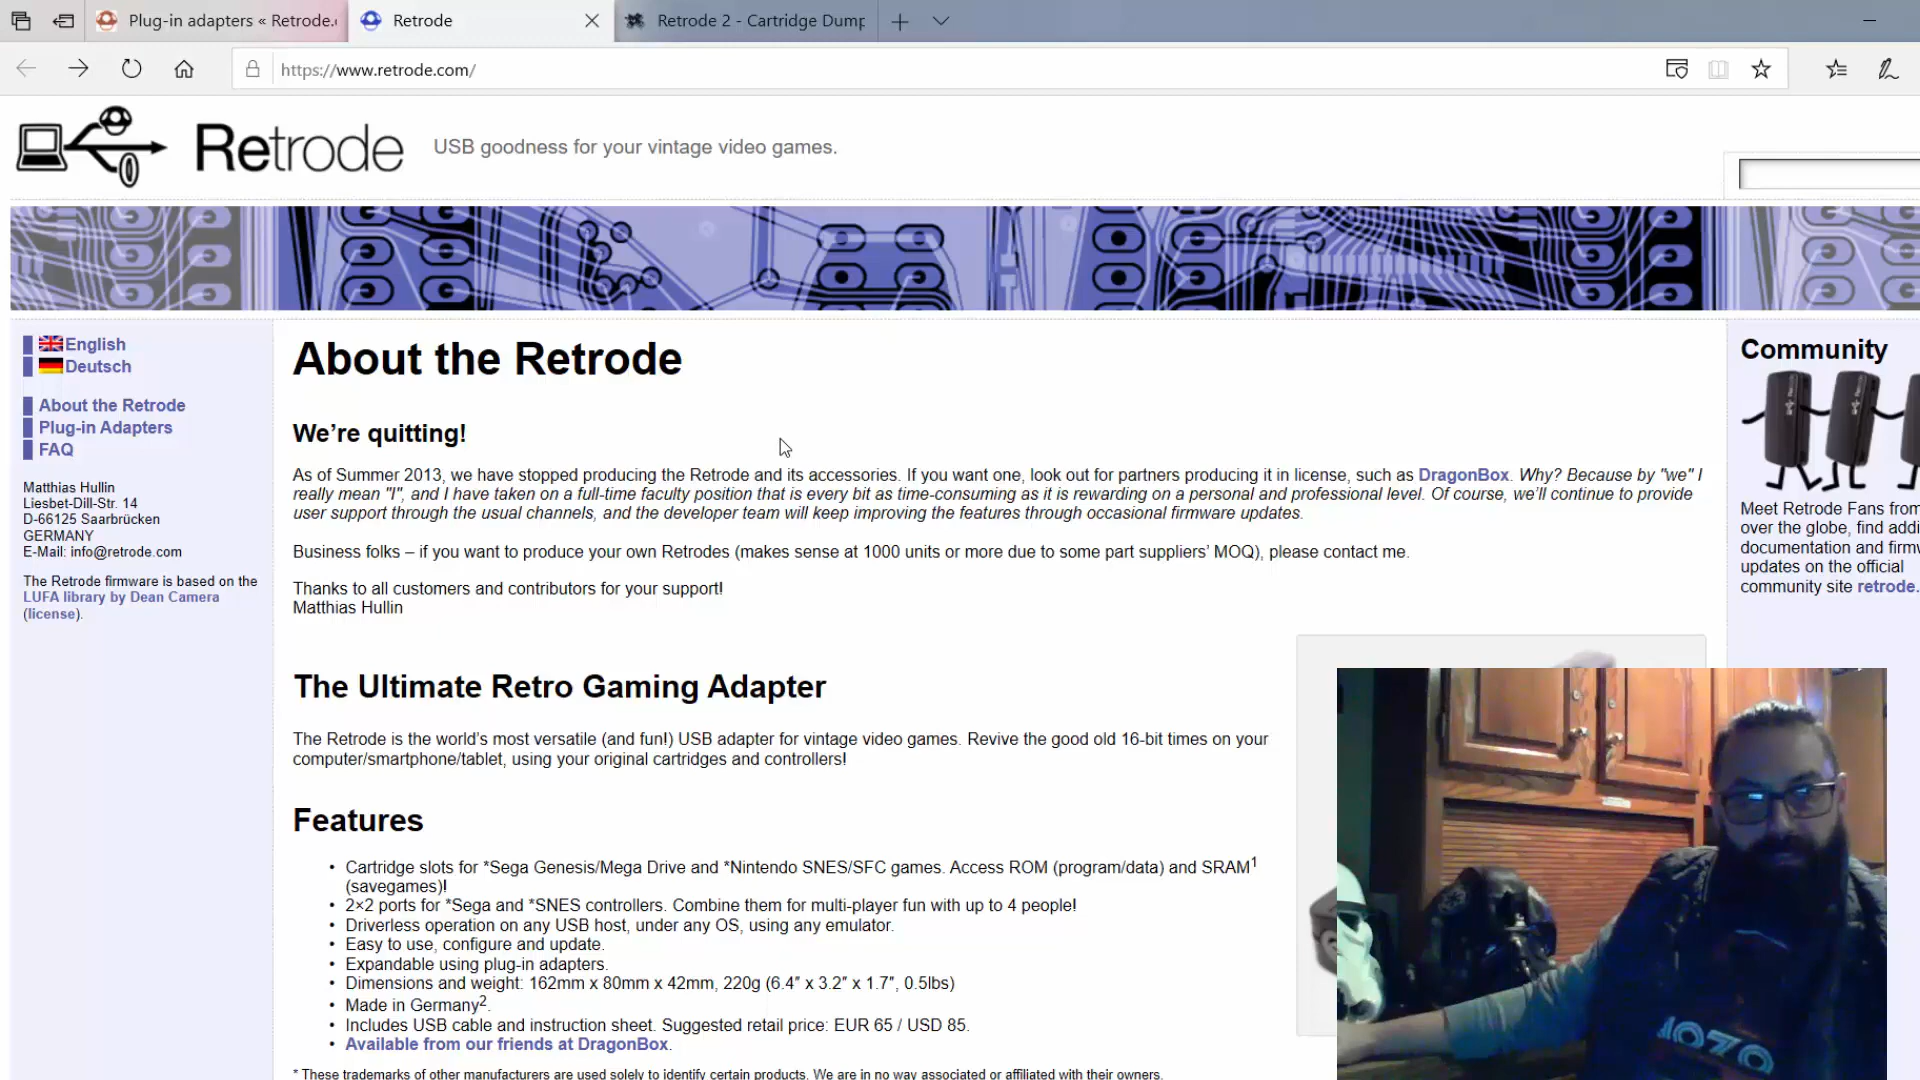 Plug-in adapters « Retrode.
Retrode
Retrode 2 - Cartridge Dump
https://www.retrode.com/
Retrode
USB goodness for your vintage video games.
English
Deutsch
About the Retrode
Plug-in Adapters
FAQ
Matthias Hullin
Liesbet-Dill-Str. 14
D-66125 Saarbrücken
GERMANY
E-Mail: info@retrode.com
The Retrode firmware is based on the
LUFA library by Dean Camera
(license).
About the Retrode
We're quitting!
As of Summer 2013, we have stopped producing the Retrode and its accessories. If you want one, look out for partners producing it in license, such as DragonBox. Why? Because by "we" I
really mean "I", and I have taken on a full-time faculty position that is every bit as time-consuming as it is rewarding on a personal and professional level. Of course, we'll continue to provide
user support through the usual channels, and the developer team will keep improving the features through occasional firmware updates.
Business folks – if you want to produce your own Retrodes (makes sense at 1000 units or more due to some part suppliers' MOQ), please contact me.
Thanks to all customers and contributors for your support!
Matthias Hullin
The Ultimate Retro Gaming Adapter
The Retrode is the world's most versatile (and fun!) USB adapter for vintage video games. Revive the good old 16-bit times on your
computer/smartphone/tablet, using your original cartridges and controllers!
Features
• Cartridge slots for *Sega Genesis/Mega Drive and *Nintendo SNES/SFC games. Access ROM (program/data) and SRAM1
(savegames)!
• 2×2 ports for *Sega and *SNES controllers. Combine them for multi-player fun with up to 4 people!
• Driverless operation on any USB host, under any OS, using any emulator.
• Easy to use, configure and update.
• Expandable using plug-in adapters.
• Dimensions and weight: 162mm x 80mm x 42mm, 220g (6.4″ x 3.2″ x 1.7″, 0.5lbs)
• Made in Germany2.
• Includes USB cable and instruction sheet. Suggested retail price: EUR 65 / USD 85.
• Available from our friends at DragonBox.
* These trademarks of other manufacturers are used solely to identify certain products. We are in no way associated or affiliated with their owners.
Community
Meet Retrode Fans from
over the globe, find addi
documentation and firmw
updates on the official
community site retrode.
1070